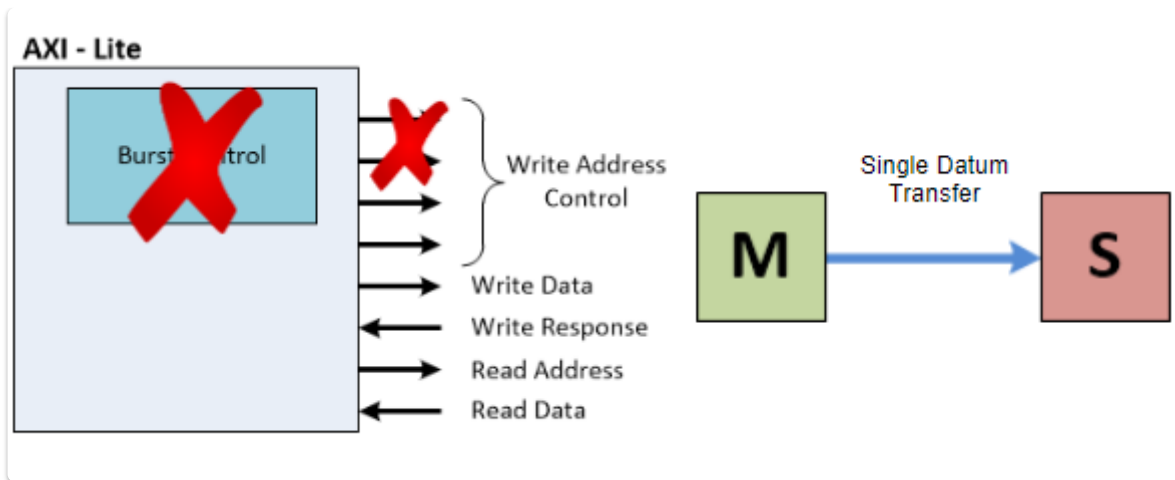 AXI - Lite
Write Address
Control
Write Data
Write Response
Read Address
Read Data
Single Datum
Transfer
M
S